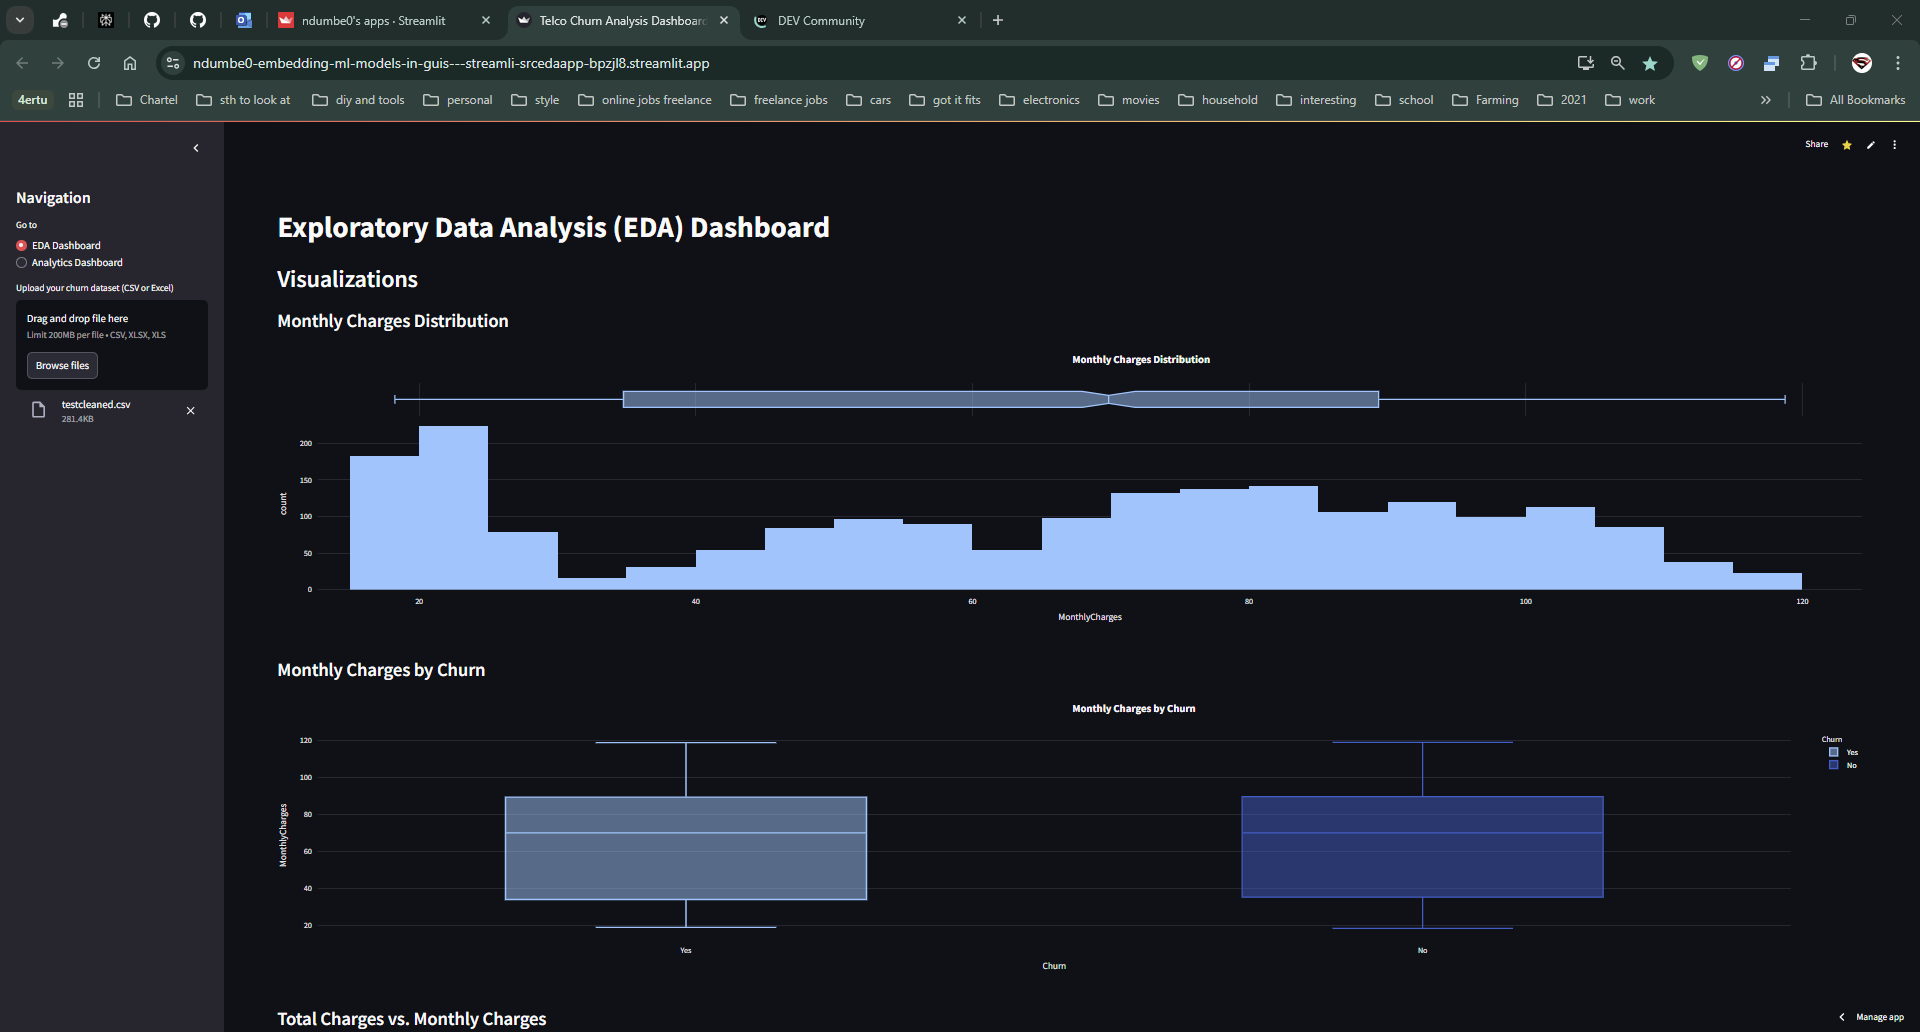 ndumbe0's apps · Streamlit
Telco Churn Analysis Dashboard
DEV Community
ndumbe0-embedding-ml-models-in-guis---streamli-srcedaapp-bpzjl8.streamlit.app
4ertu
Chartel
sth to look at
diy and tools
personal
style
online jobs freelance
freelance jobs
cars
got it fits
electronics
movies
household
interesting
school
Farming
2021
work
All Bookmarks
Share
Navigation
Go to
EDA Dashboard
Analytics Dashboard
Upload your churn dataset (CSV or Excel)
Drag and drop file here
Limit 200MB per file • CSV, XLSX, XLS
Browse files
testcleaned.csv
281.4KB
Exploratory Data Analysis (EDA) Dashboard
Visualizations
Monthly Charges Distribution
Monthly Charges Distribution
200
150
100
50
0
count
20 40 60 80 100 120
MonthlyCharges
Monthly Charges by Churn
Monthly Charges by Churn
120
100
80
60
40
20
MonthlyCharges
Yes No
Churn
Churn
Yes
No
Total Charges vs. Monthly Charges
Manage app